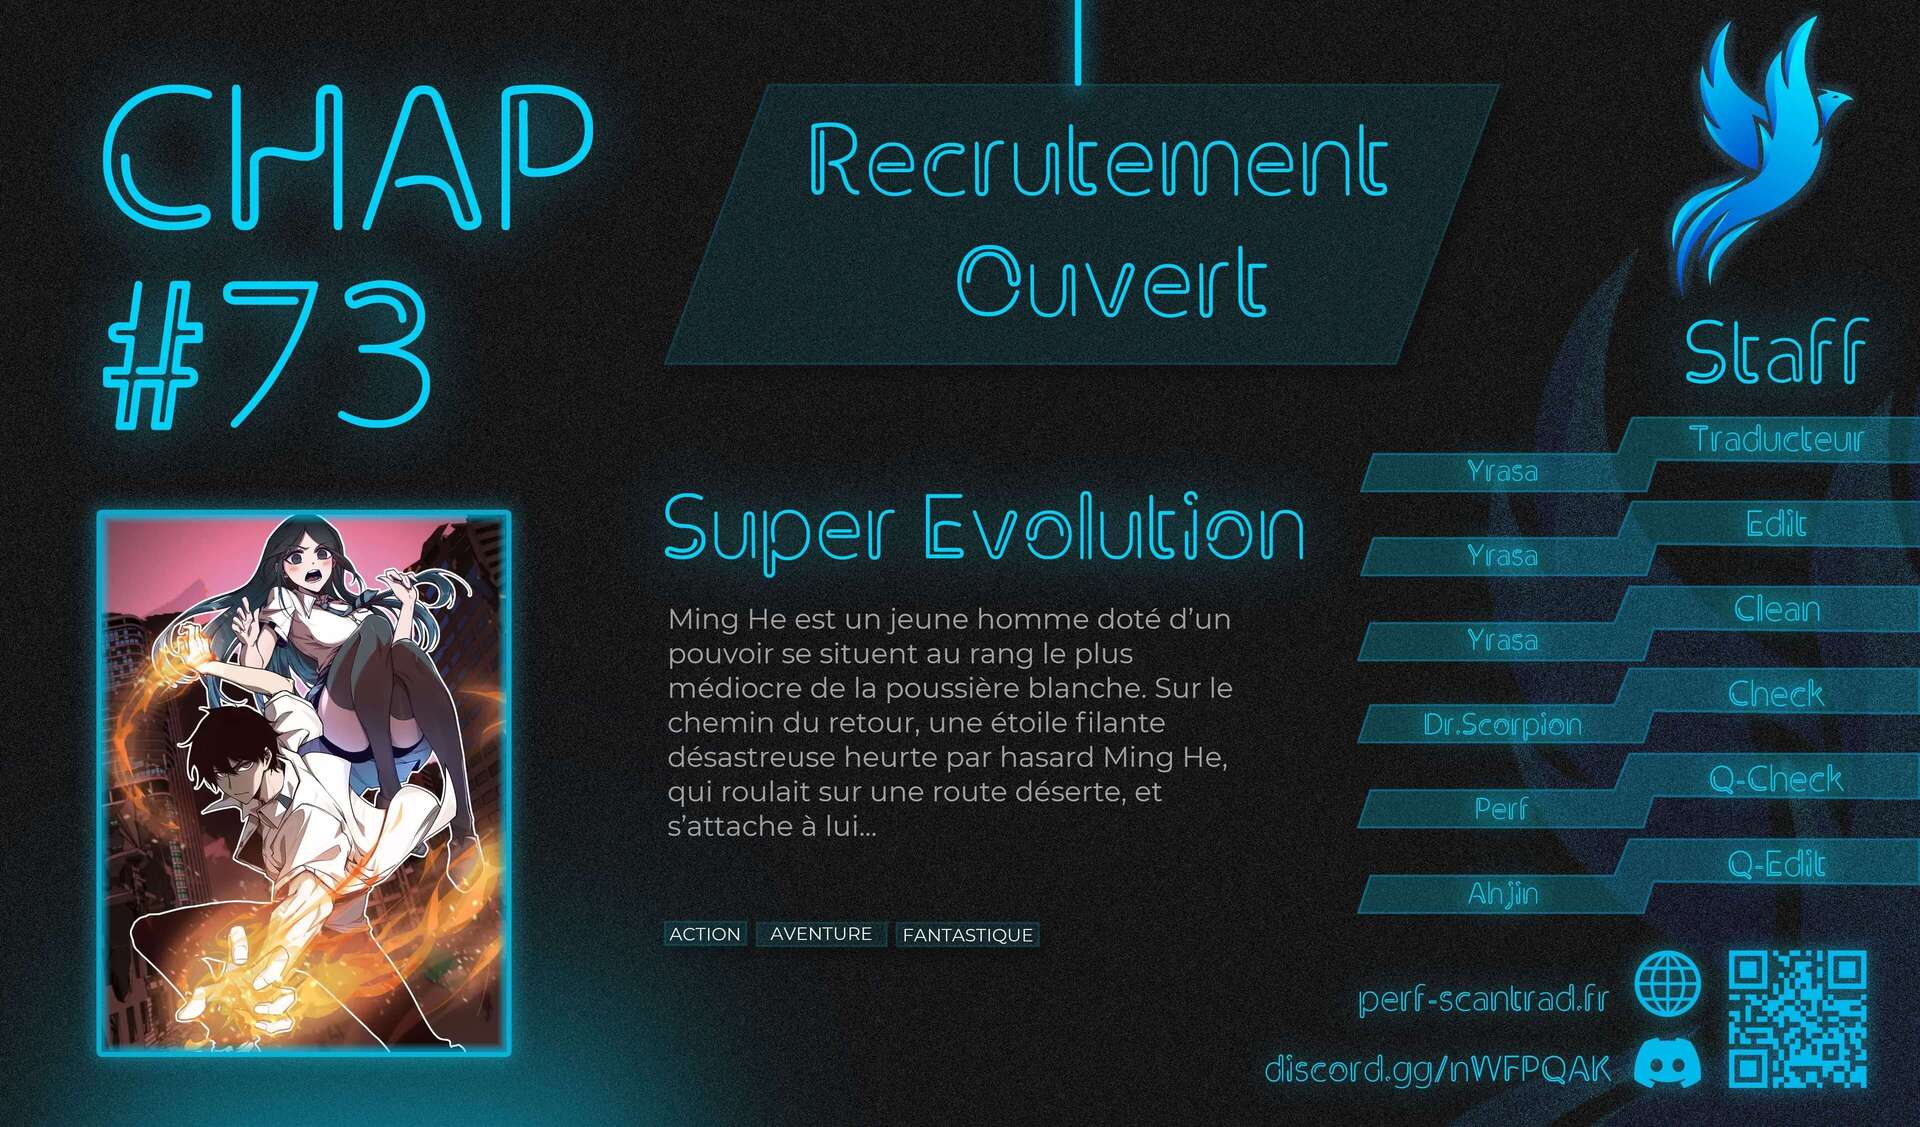 CHAP
#73
Recrutement
Ouvert
Super Evolution
Ming He est un jeune homme doté d’un
pouvoir se situent au rang le plus
médiocre de la poussière blanche. Sur le
chemin du retour, une étoile filante
désastreuse heurte par hasard Ming He,
qui roulait sur une route déserte, et
s’attache à lui...
ACTION
AVENTURE
FANTASTIQUE
Staff
Traducteur
Yrasa
Edit
Yrasa
Clean
Yrasa
Check
Dr.Scorpion
Q-Check
Perf
Q-Edit
Ahjin
perf-scantrad.fr
discord.gg/nWFPQAK